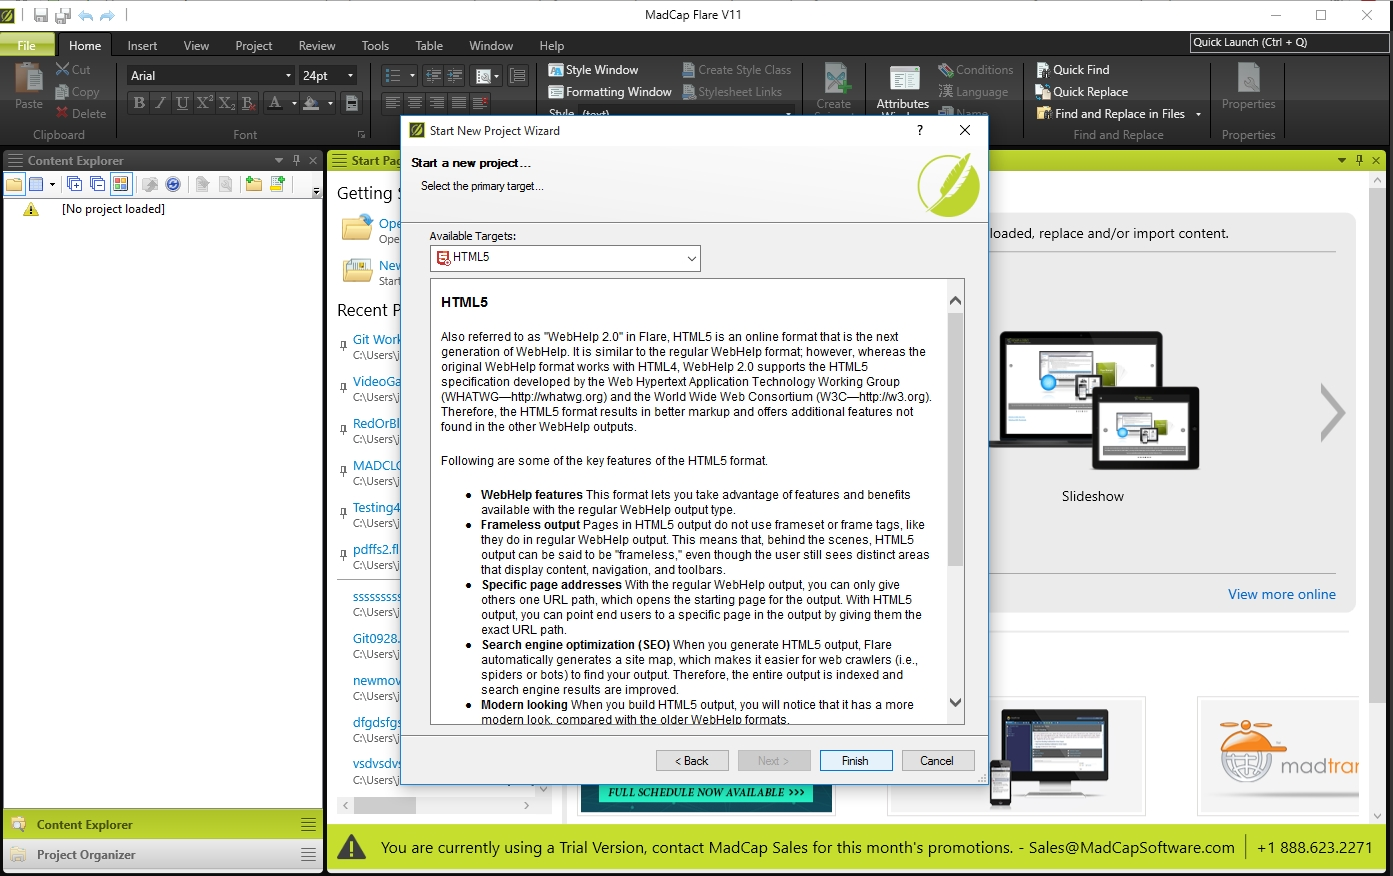 MadCap Flare V11
File Home Insert View Project Review Tools Table Window Help
Quick Launch (Ctrl + Q)
Paste
Cut
Copy
Delete
Clipboard
Arial
24pt
B I U X² X₂ B
A
Font
Style Window
Formatting Window
Style (text)
Create Style Class
Stylesheet Links
Create
Attributes
Conditions
Language
Name
Quick Find
Quick Replace
Find and Replace in Files
Find and Replace
Properties
Properties
Content Explorer
[No project loaded]
Content Explorer
Project Organizer
Start Pa
Getting
Ope
Ope
New
Start
Recent P
Git Work
C:\Users\j
VideoGa
C:\Users\j
RedOrBl
C:\Users\j
MADCLO
C:\Users\j
Testing4
C:\Users\j
pdffs2.fl
C:\Users\j
sssssssss
C:\Users\j
Git0928.
C:\Users\j
newmov
C:\Users\j
dfgdsfgs
C:\Users\j
vsdvsdvs
C:\Users\j
Start New Project Wizard
?
Start a new project...
Select the primary target...
Available Targets:
HTML5
HTML5
Also referred to as "WebHelp 2.0" in Flare, HTML5 is an online format that is the next
generation of WebHelp. It is similar to the regular WebHelp format; however, whereas the
original WebHelp format works with HTML4, WebHelp 2.0 supports the HTML5
specification developed by the Web Hypertext Application Technology Working Group
(WHATWG—http://whatwg.org) and the World Wide Web Consortium (W3C—http://w3.org).
Therefore, the HTML5 format results in better markup and offers additional features not
found in the other WebHelp outputs.
Following are some of the key features of the HTML5 format.
• WebHelp features This format lets you take advantage of features and benefits
available with the regular WebHelp output type.
• Frameless output Pages in HTML5 output do not use frameset or frame tags, like
they do in regular WebHelp output. This means that, behind the scenes, HTML5
output can be said to be "frameless," even though the user still sees distinct areas
that display content, navigation, and toolbars.
• Specific page addresses With the regular WebHelp output, you can only give
others one URL path, which opens the starting page for the output. With HTML5
output, you can point end users to a specific page in the output by giving them the
exact URL path.
• Search engine optimization (SEO) When you generate HTML5 output, Flare
automatically generates a site map, which makes it easier for web crawlers (i.e.,
spiders or bots) to find your output. Therefore, the entire output is indexed and
search engine results are improved.
• Modern looking When you build HTML5 output, you will notice that it has a more
modern look, compared with the older WebHelp formats.
< Back
Next >
Finish
Cancel
loaded, replace and/or import content.
Slideshow
View more online
FULL SCHEDULE NOW AVAILABLE >>>
madtran
You are currently using a Trial Version, contact MadCap Sales for this month's promotions. - Sales@MadCapSoftware.com
+1 888.623.2271